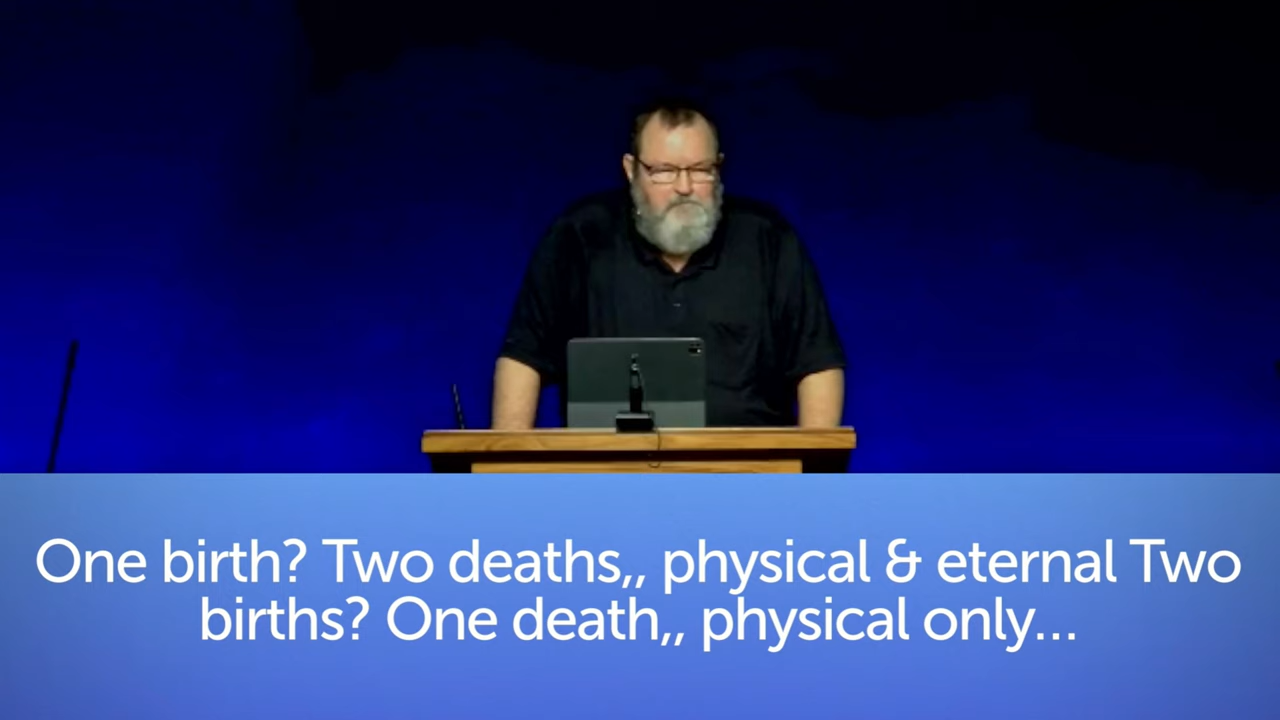 One birth? Two deaths,, physical & eternal Two
births? One death,, physical only...